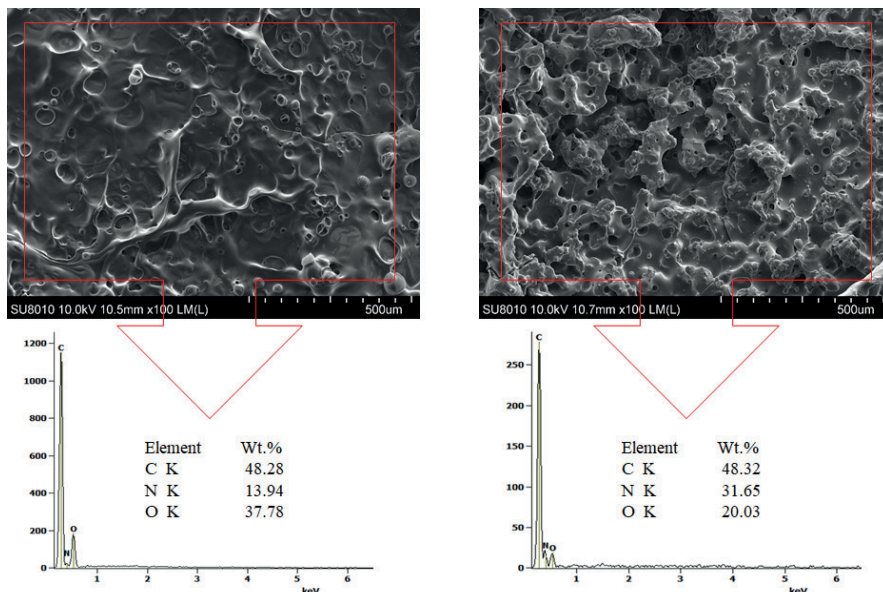 SU8010 10.0kV 10.5mm x100 LM(L) 500um
SU8010 10.0kV 10.7mm x100 LM(L) 500um
1200
1000
800
600
400
200
0
C
N
O
1
2
3
4
5
6
keV
Element Wt.%
C K 48.28
N K 13.94
O K 37.78
250
200
150
100
50
0
C
N
O
1
2
3
4
5
6
keV
Element Wt.%
C K 48.32
N K 31.65
O K 20.03